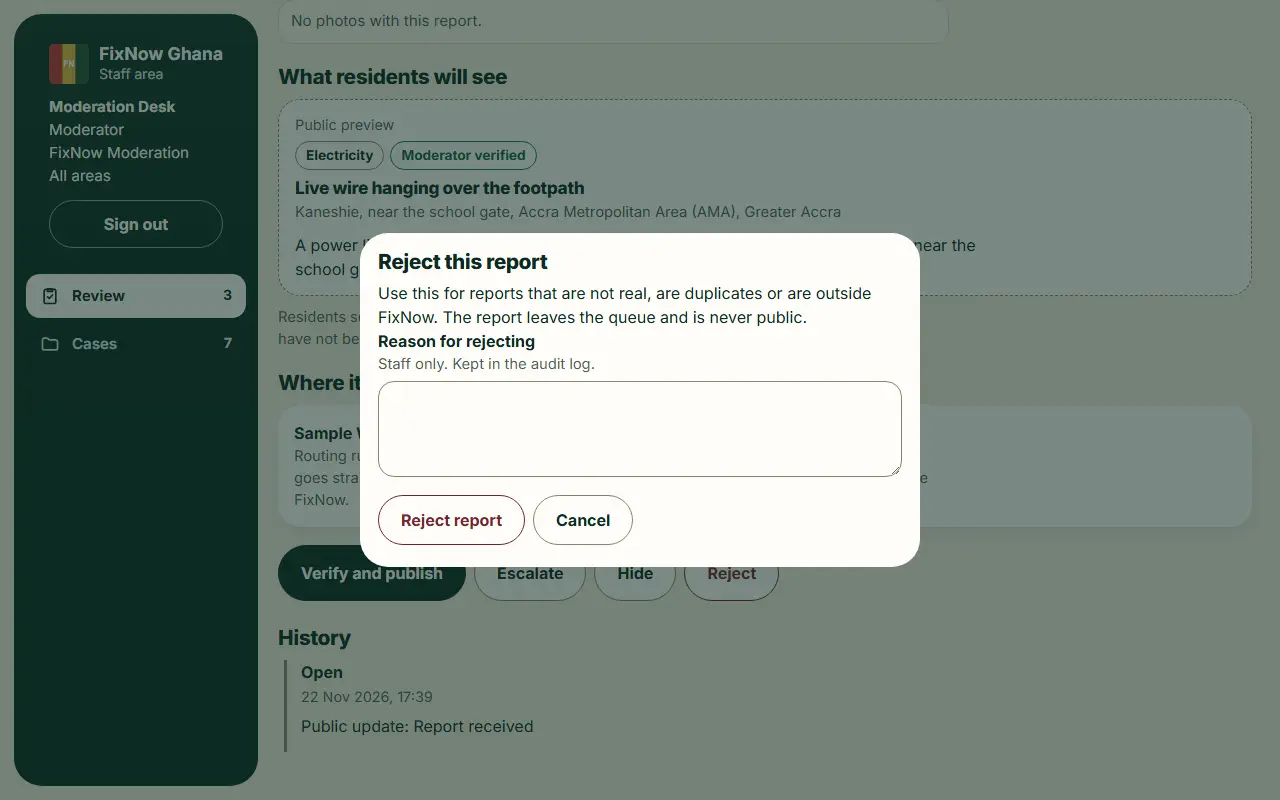 No photos with this report.
FN
FixNow Ghana
Staff area
Moderation Desk
Moderator
FixNow Moderation
All areas
Sign out
Review 3
Cases 7
What residents will see
Public preview
Electricity Moderator verified
Live wire hanging over the footpath
Kaneshie, near the school gate, Accra Metropolitan Area (AMA), Greater Accra
A power
near the
school
Residents
have not
Where
Sample
Routing
goes
FixNow.
Reject this report
Use this for reports that are not real, are duplicates or are outside
FixNow. The report leaves the queue and is never public.
Reason for rejecting
Staff only. Kept in the audit log.
Reject report Cancel
Verify and publish Escalate Hide Reject
History
Open
22 Nov 2026, 17:39
Public update: Report received